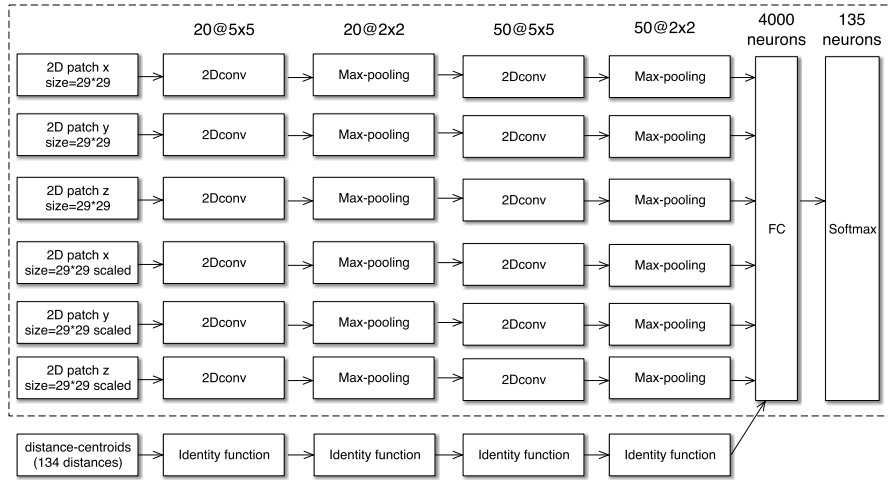 20@5x5 20@2x2 50@5x5 50@2x2 4000 neurons 135 neurons
2D patch x
size=29*29
2Dconv
Max-pooling
2Dconv
Max-pooling
2D patch y
size=29*29
2Dconv
Max-pooling
2Dconv
Max-pooling
2D patch z
size=29*29
2Dconv
Max-pooling
2Dconv
Max-pooling
2D patch x
size=29*29 scaled
2Dconv
Max-pooling
2Dconv
Max-pooling
2D patch y
size=29*29 scaled
2Dconv
Max-pooling
2Dconv
Max-pooling
2D patch z
size=29*29 scaled
2Dconv
Max-pooling
2Dconv
Max-pooling
FC
Softmax
distance-centroids
(134 distances)
Identity function
Identity function
Identity function
Identity function